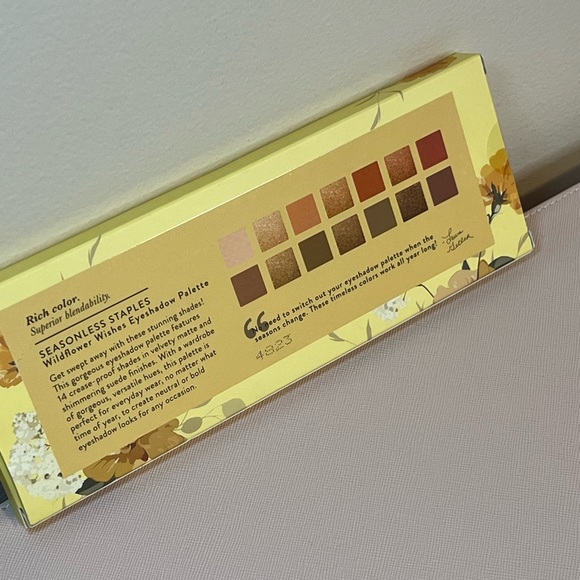 Rich color.
Superior blendability.
SEASONLESS STAPLES
Wildflower Wishes Eyeshadow Palette
Get swept away with these stunning shades!
This gorgeous eyeshadow palette features
14 crease-proof shades in velvety matte and
shimmering suede finishes. With a wardrobe
of gorgeous, versatile hues, this palette is
perfect for everyday wear, no matter what
time of year, to create neutral or bold
eyeshadow looks for any occasion.
“
need to switch out your eyeshadow palette when the
seasons change. These timeless colors work all year long!
4823
-Laura
Geller